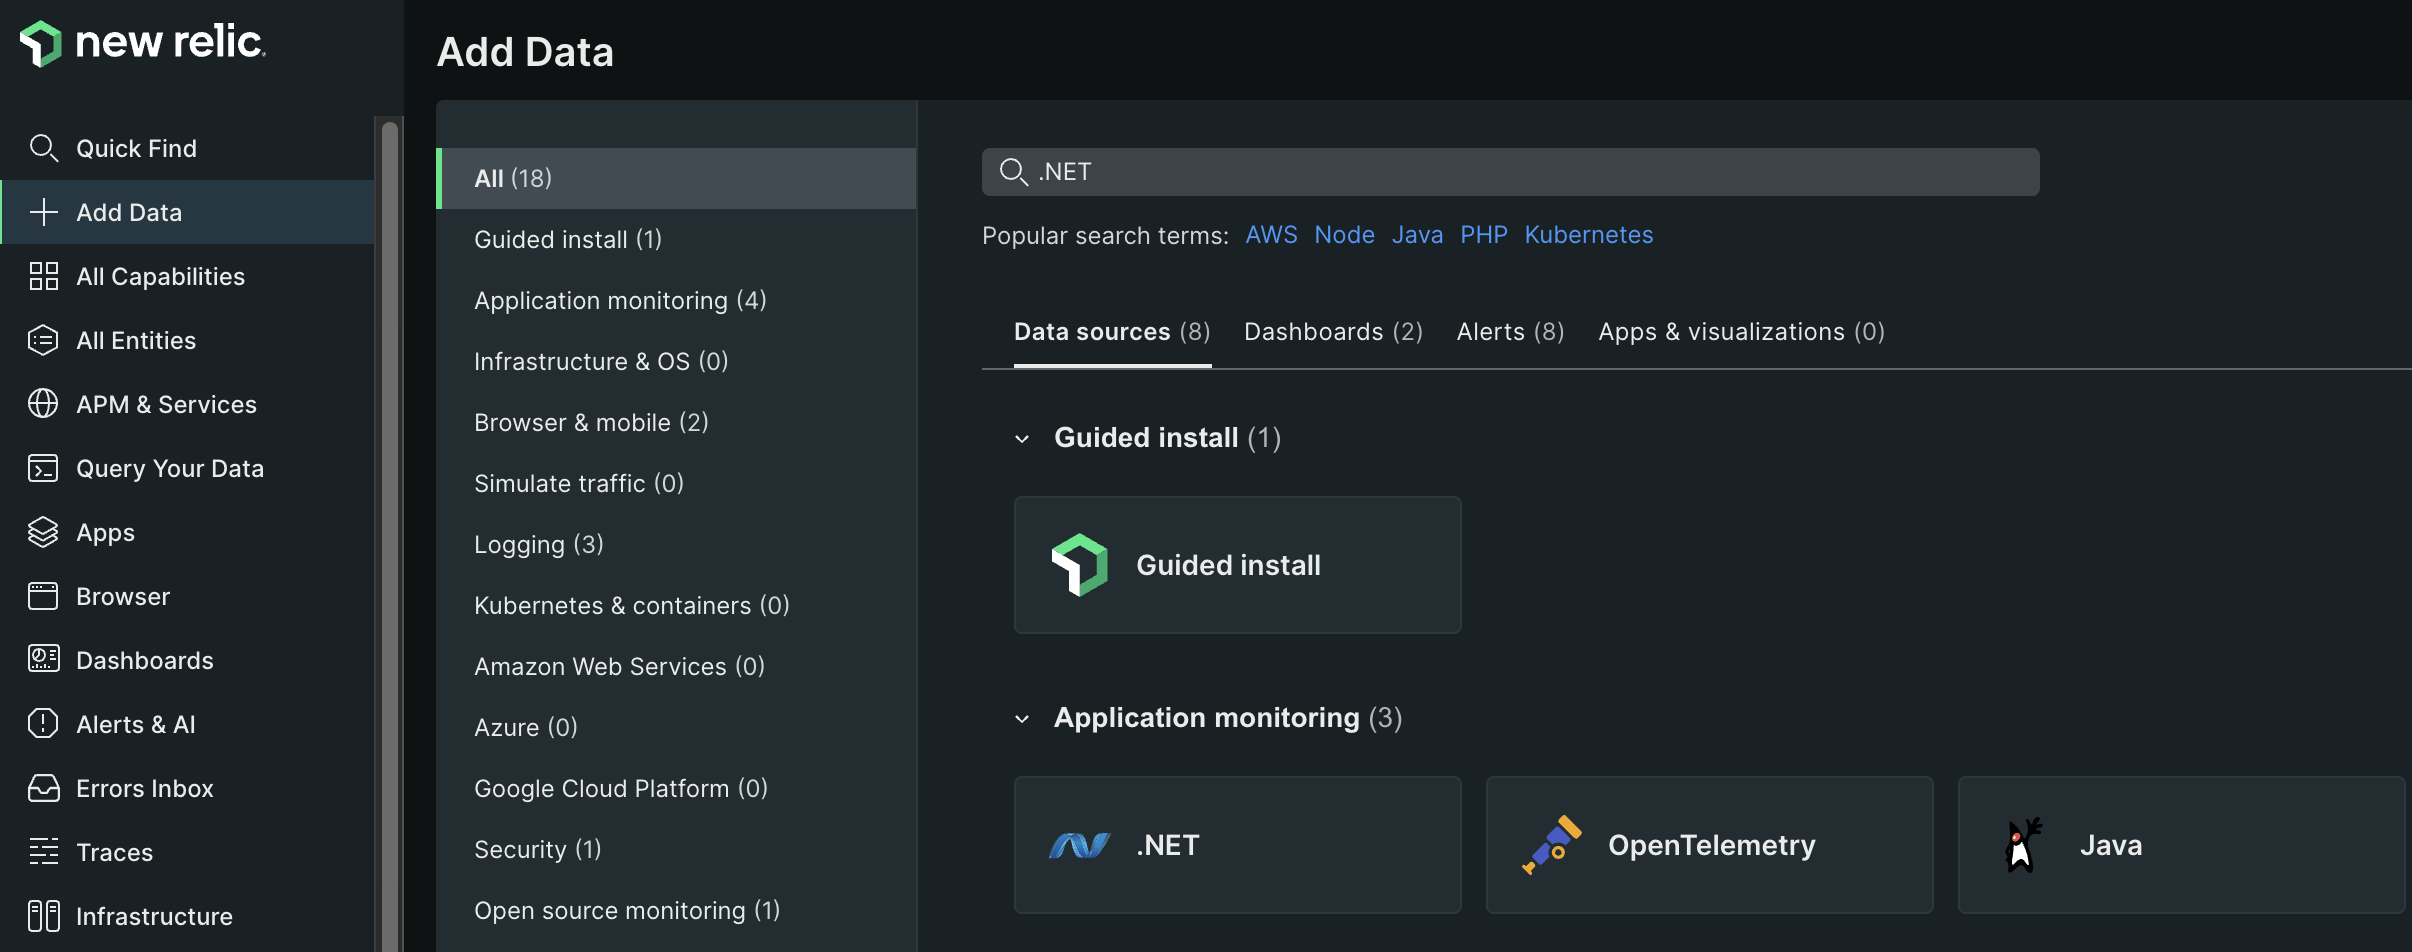 new relic
Quick Find
Add Data
All Capabilities
All Entities
APM & Services
Query Your Data
Apps
Browser
Dashboards
Alerts & AI
Errors Inbox
Traces
Infrastructure
Add Data
All (18)
Guided install (1)
Application monitoring (4)
Infrastructure & OS (0)
Browser & mobile (2)
Simulate traffic (0)
Logging (3)
Kubernetes & containers (0)
Amazon Web Services (0)
Azure (0)
Google Cloud Platform (0)
Security (1)
Open source monitoring (1)
.NET
Popular search terms: AWS Node Java PHP Kubernetes
Data sources (8) Dashboards (2) Alerts (8) Apps & visualizations (0)
Guided install (1)
Guided install
Application monitoring (3)
.NET
OpenTelemetry
Java